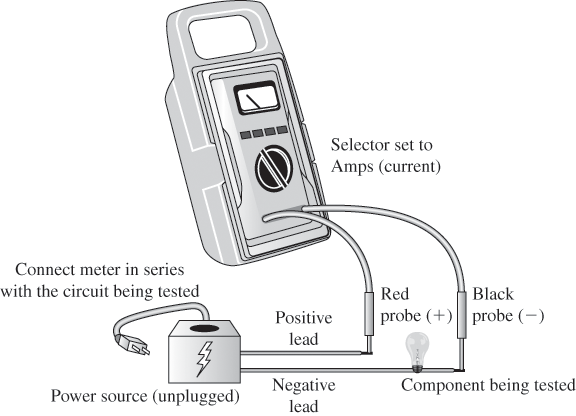 Selector set to
Amps (current)
Connect meter in series
with the circuit being tested
Red
probe (+)
Black
probe (−)
Positive
lead
Negative
lead
Component being tested
Power source (unplugged)